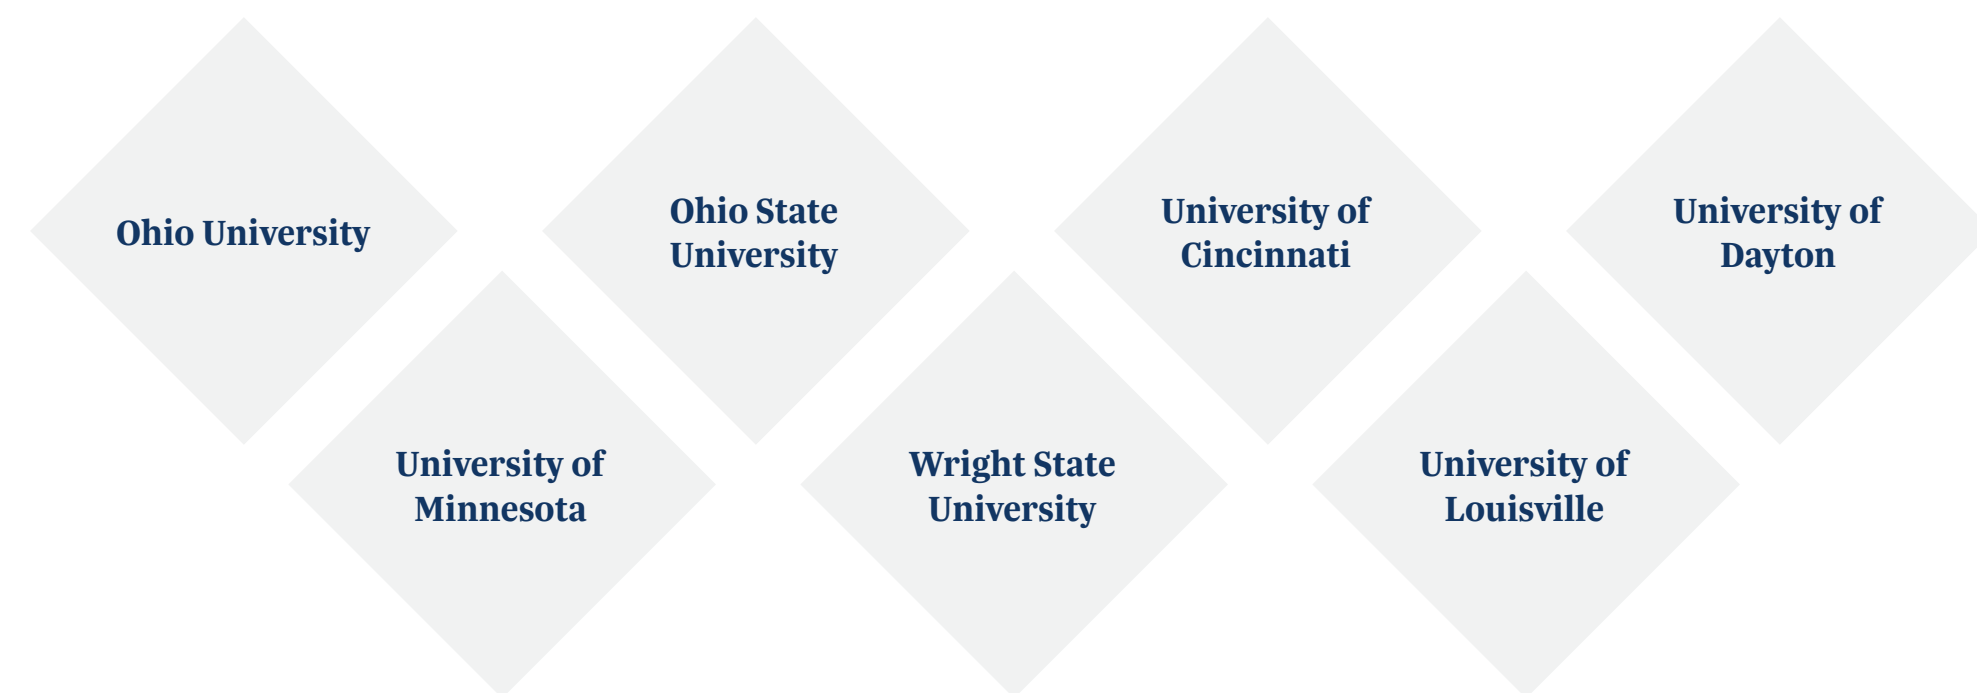 Ohio University
Ohio State
University
University of
Cincinnati
University of
Dayton
University of
Minnesota
Wright State
University
University of
Louisville